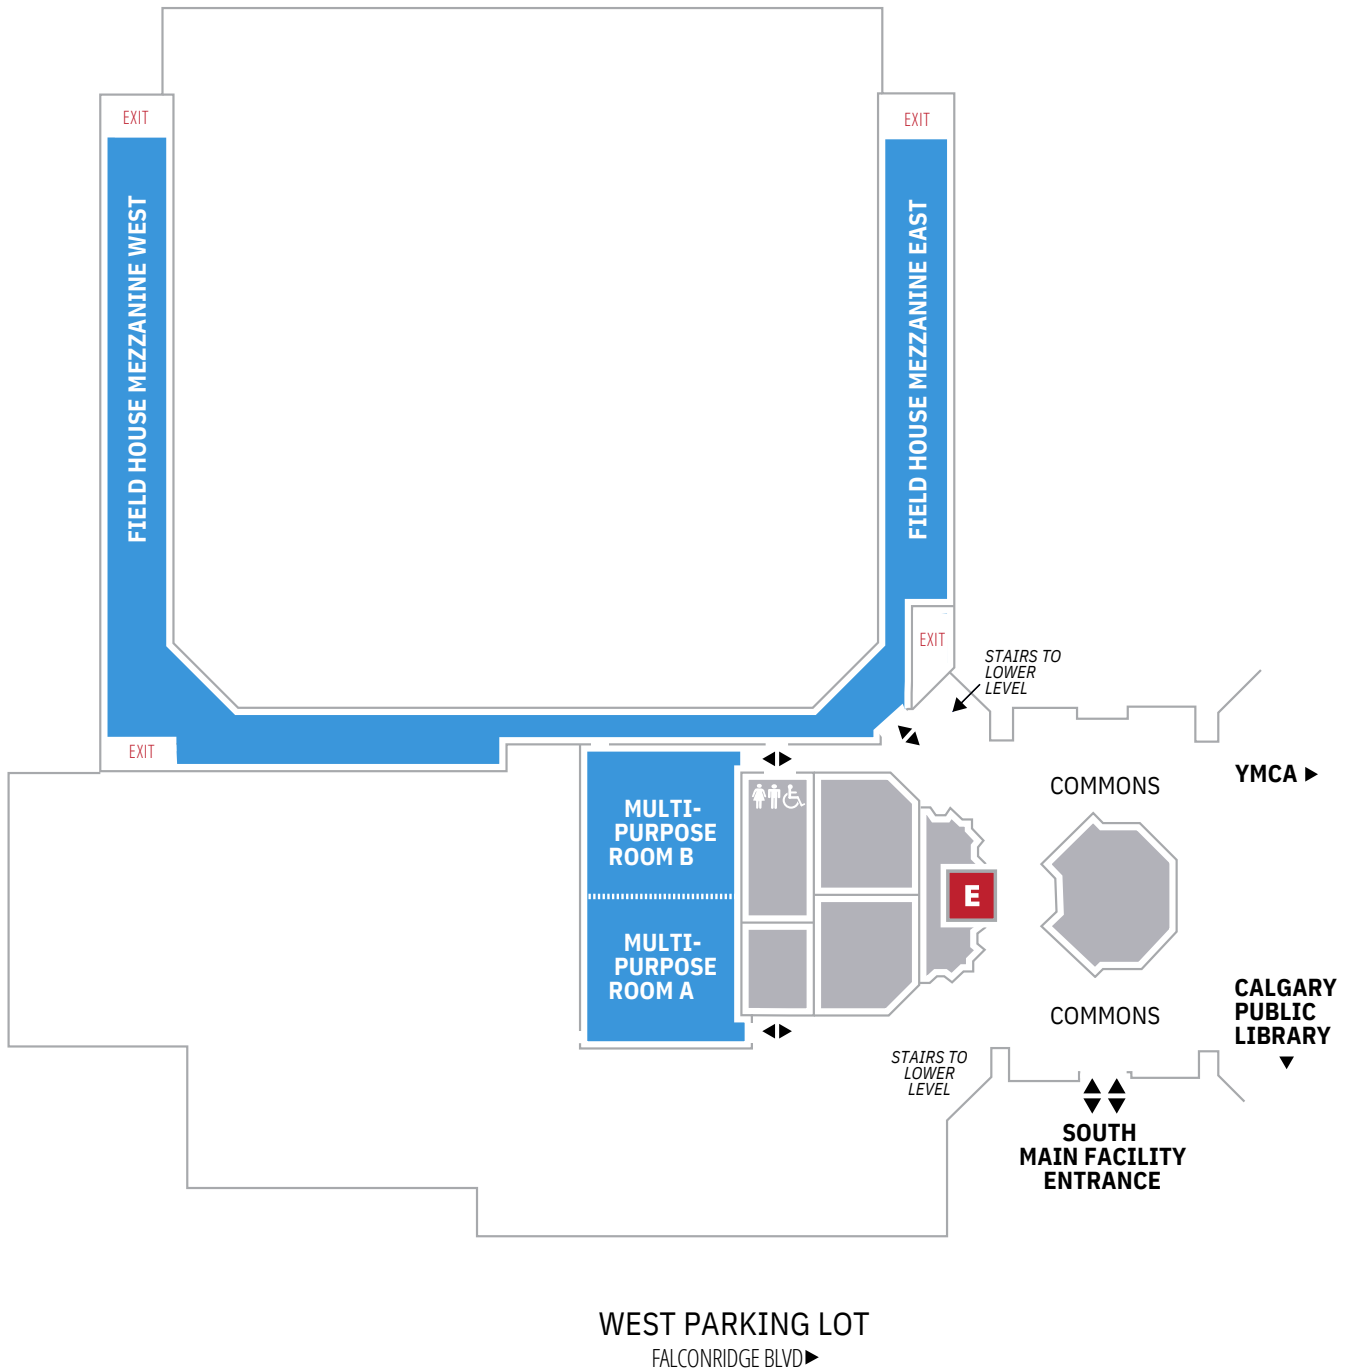 EXIT
EXIT
FIELD HOUSE MEZZANINE WEST
FIELD HOUSE MEZZANINE EAST
EXIT
STAIRS TO
LOWER
LEVEL
EXIT
COMMONS
YMCA
MULTI-
PURPOSE
ROOM B
E
MULTI-
PURPOSE
ROOM A
COMMONS
CALGARY
PUBLIC
LIBRARY
STAIRS TO
LOWER
LEVEL
SOUTH
MAIN FACILITY
ENTRANCE
WEST PARKING LOT
FALCONRIDGE BLVD